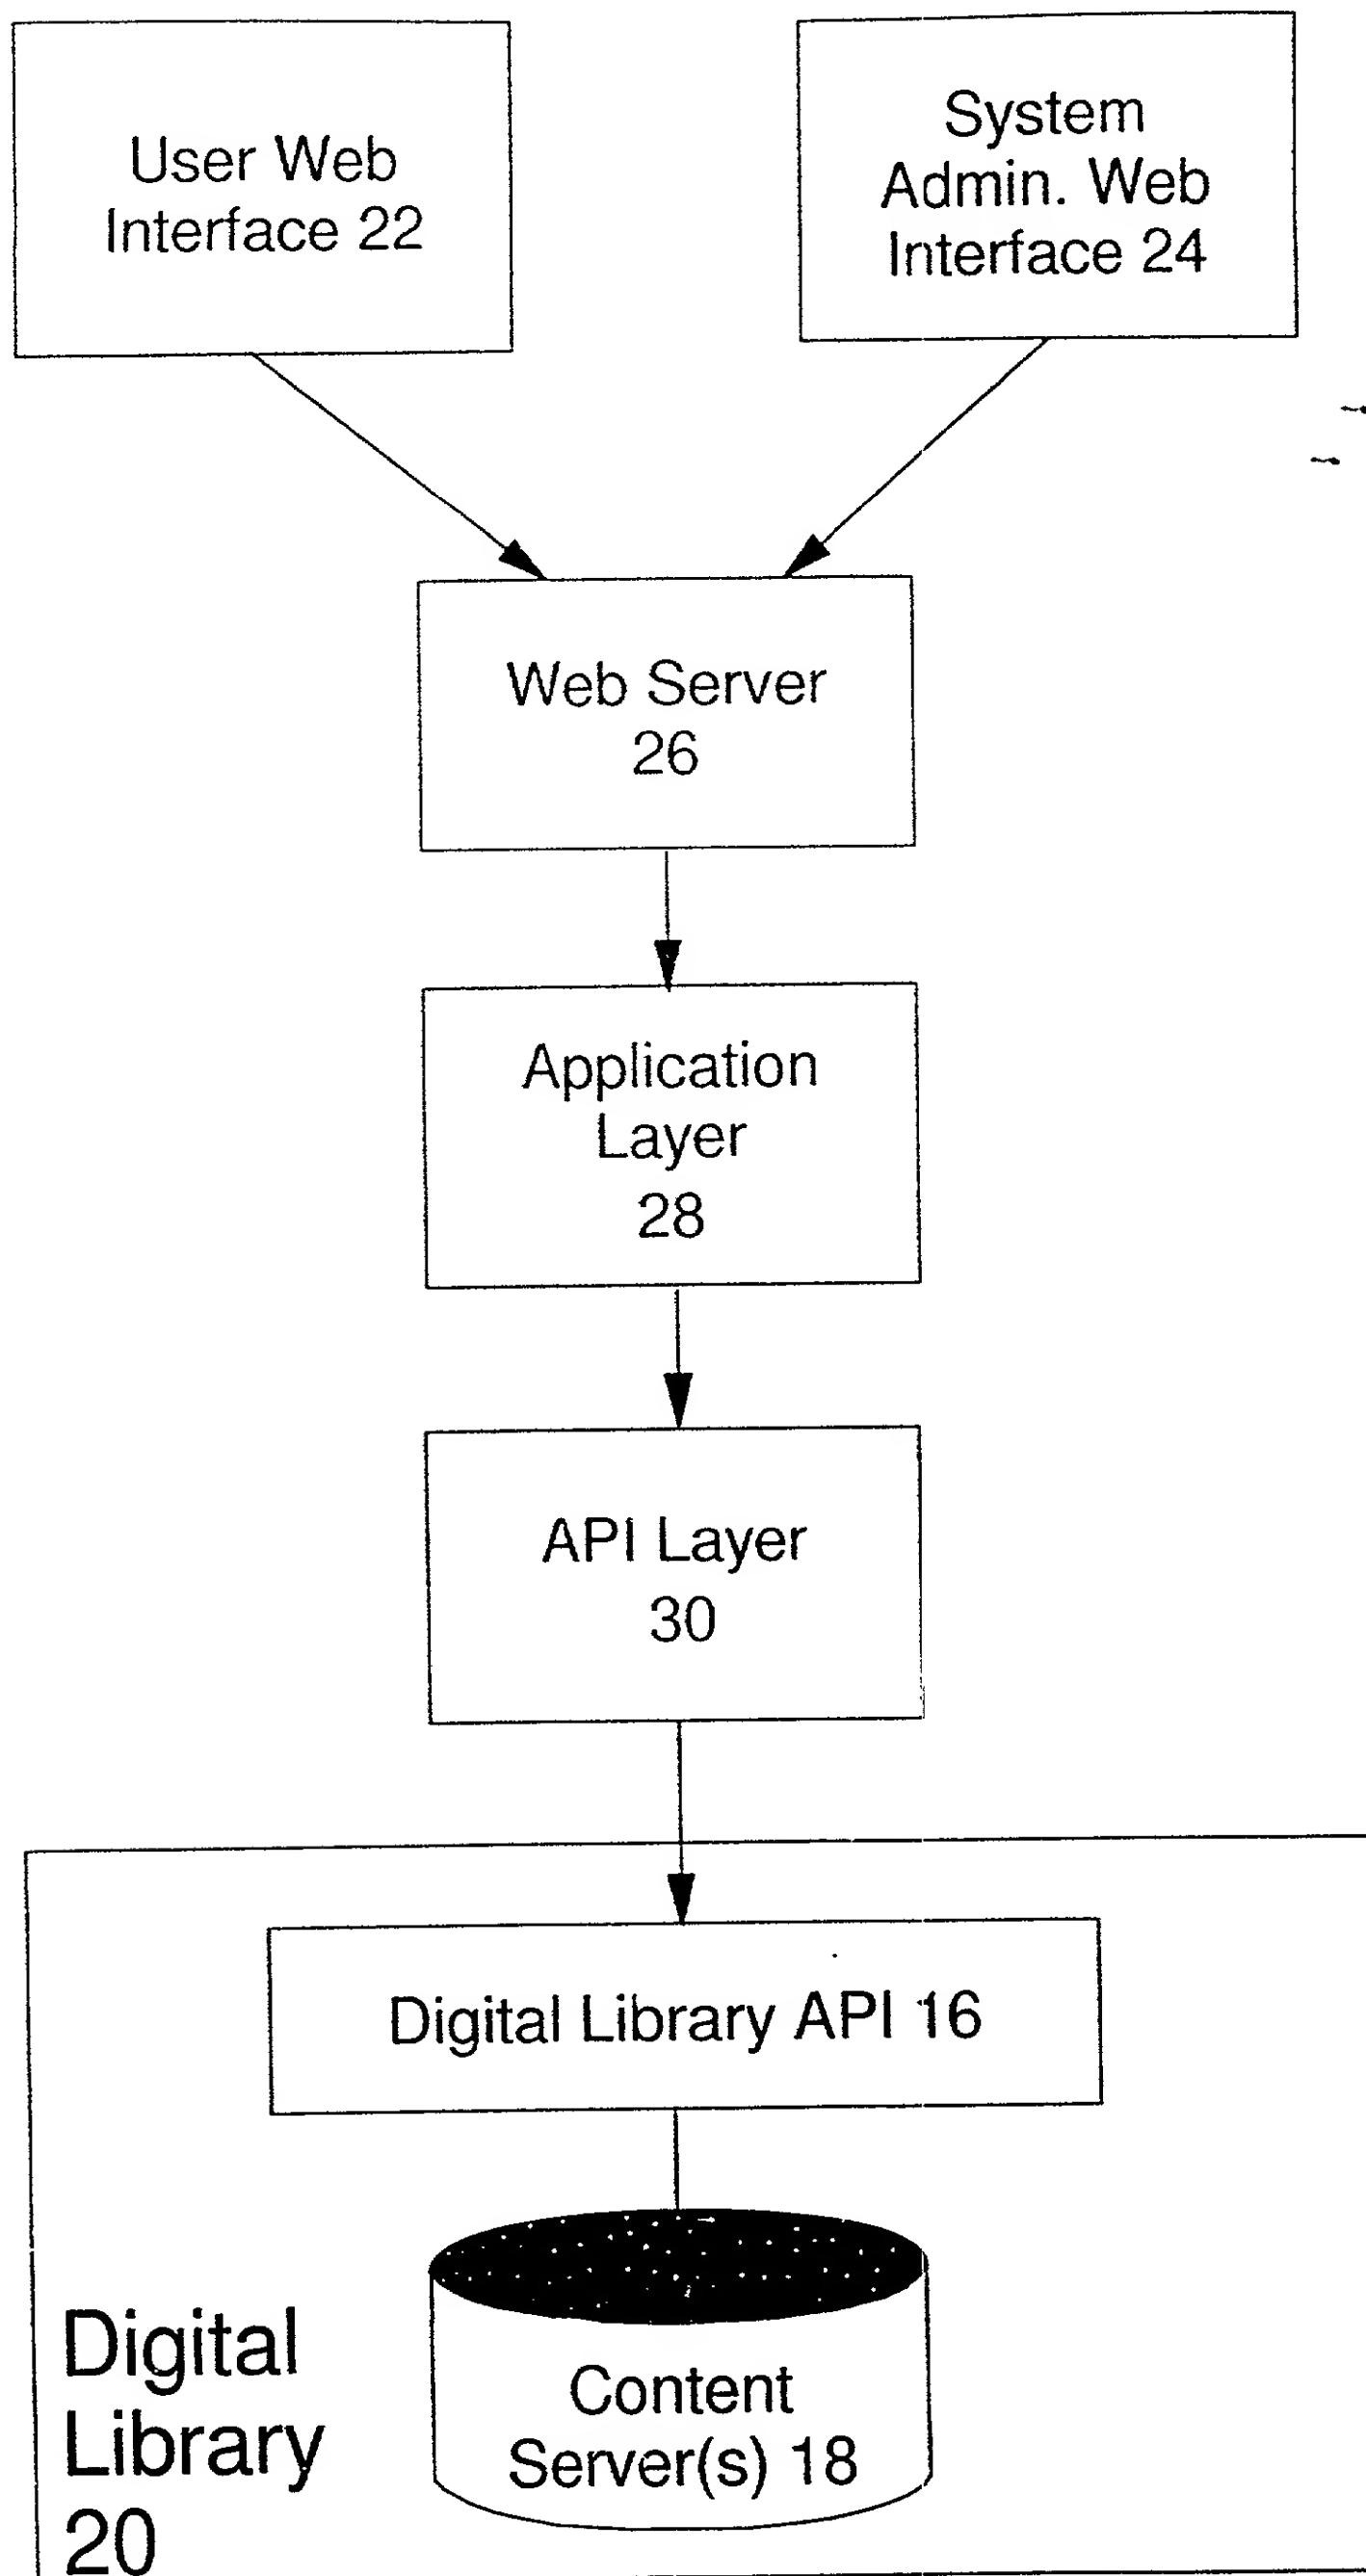 User Web
Interface 22
System
Admin. Web
Interface 24
Web Server
26
Application
Layer
28
API Layer
30
Digital Library API 16
Content
Server(s) 18
Digital
Library
20